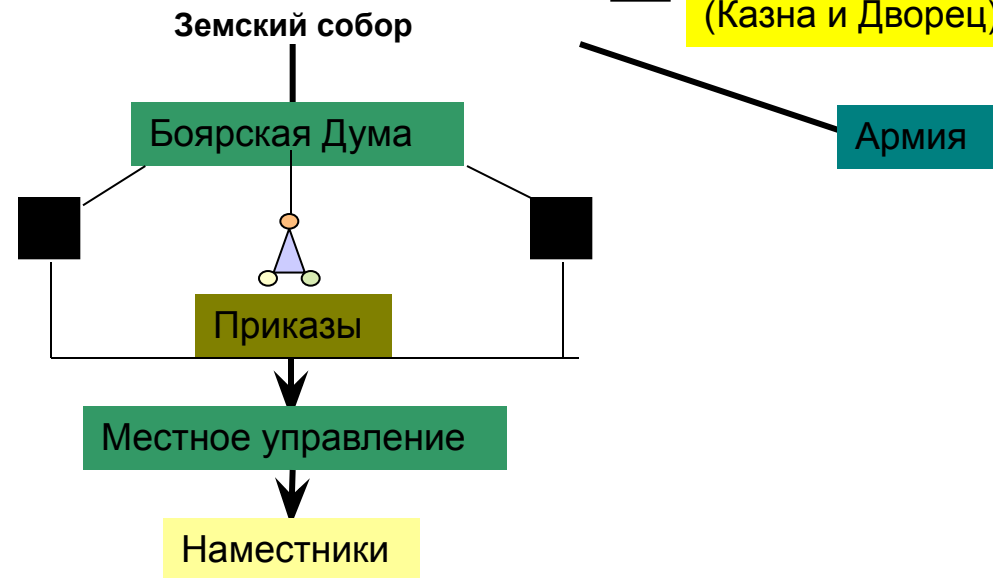 (Казна и Дворец)
Земский собор
Боярская Дума
Армия
Приказы
Местное управление
Наместники